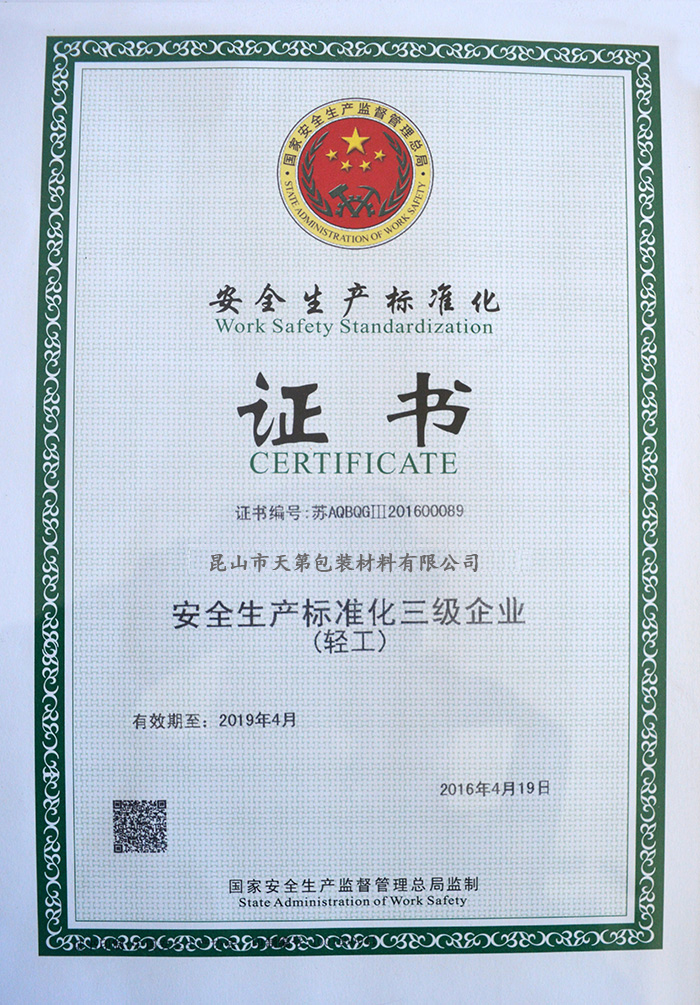 国家安全生产监督管理总局
STATE ADMINISTRATION OF WORK SAFETY
安全生产标准化
Work Safety Standardization
证书
CERTIFICATE
证书编号:苏AQBQGⅢ201600089
昆山市天第包装材料有限公司
安全生产标准化三级企业
(轻工)
有效期至：2019年4月
2016年4月19日
国家安全生产监督管理总局监制
State Administration of Work Safety